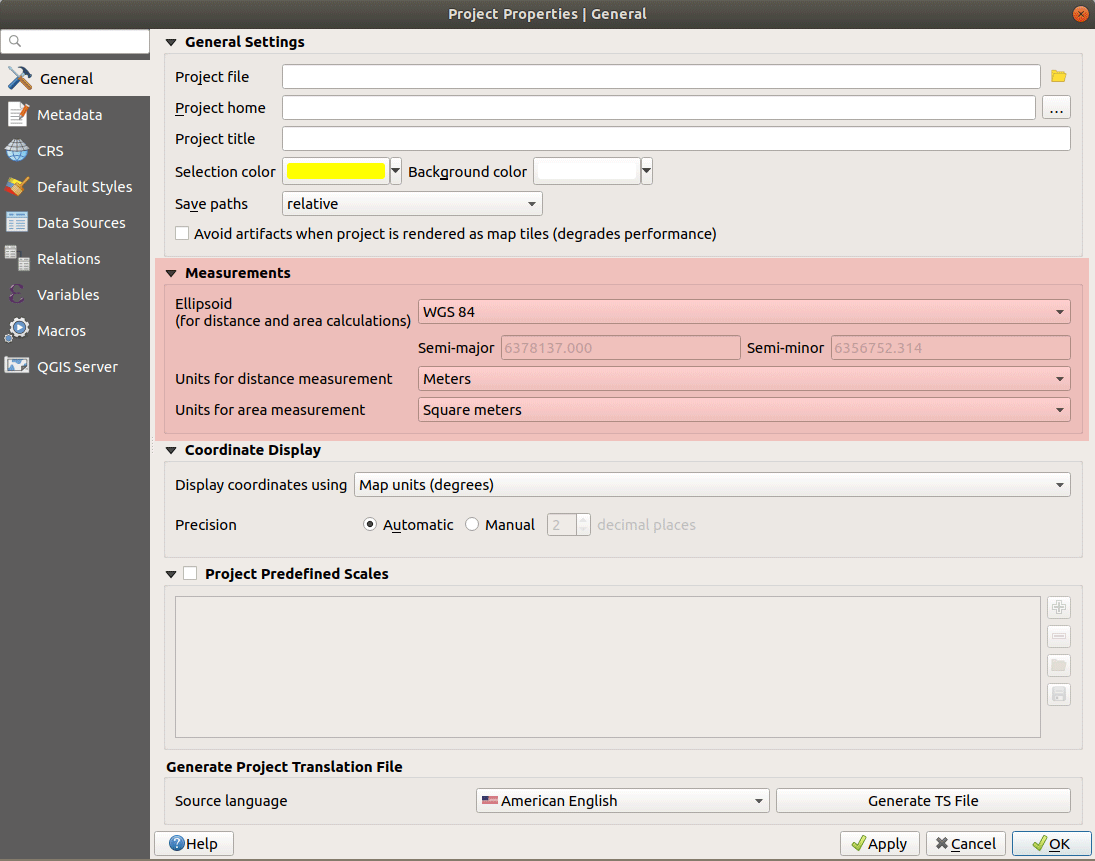 Project Properties | General
General
Metadata
CRS
Default Styles
Data Sources
Relations
Variables
Macros
QGIS Server
General Settings
Project file
Project home
...
Project title
Selection color
Background color
Save paths
relative
Avoid artifacts when project is rendered as map tiles (degrades performance)
Measurements
Ellipsoid
(for distance and area calculations)
WGS 84
Semi-major 6378137.000 Semi-minor 6356752.314
Units for distance measurement Meters
Units for area measurement Square meters
Coordinate Display
Display coordinates using Map units (degrees)
Precision Automatic Manual 2 decimal places
Project Predefined Scales
Generate Project Translation File
Source language American English Generate TS File
Help Apply Cancel OK